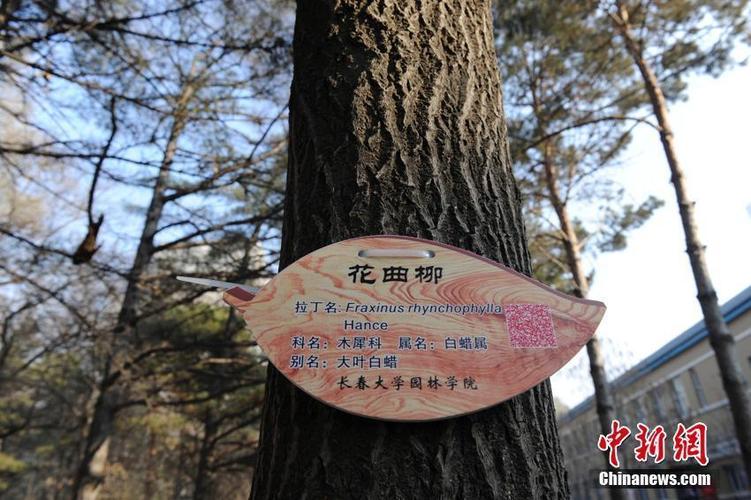 花曲柳
拉丁名: Fraxinus rhynchophylla
Hance
科名：木犀科 属名：白蜡属
别名：大叶白蜡
长春大学园林学院
中新网
Chinanews.com